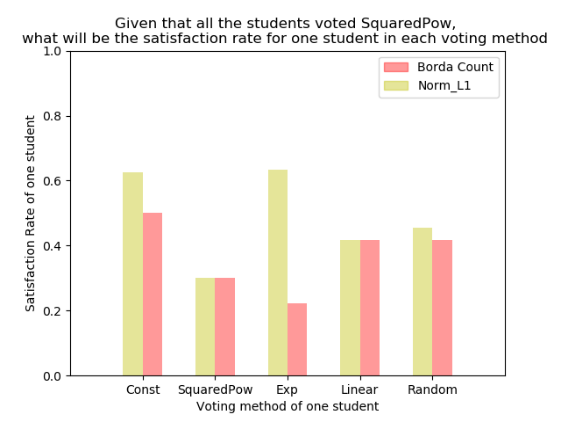 Given that all the students voted SquaredPow,
what will be the satisfaction rate for one student in each voting method
1.0
0.8
0.6
0.4
0.2
0.0
Satisfaction Rate of one student
Borda Count
Norm_L1
Const SquaredPow Exp Linear Random
Voting method of one student